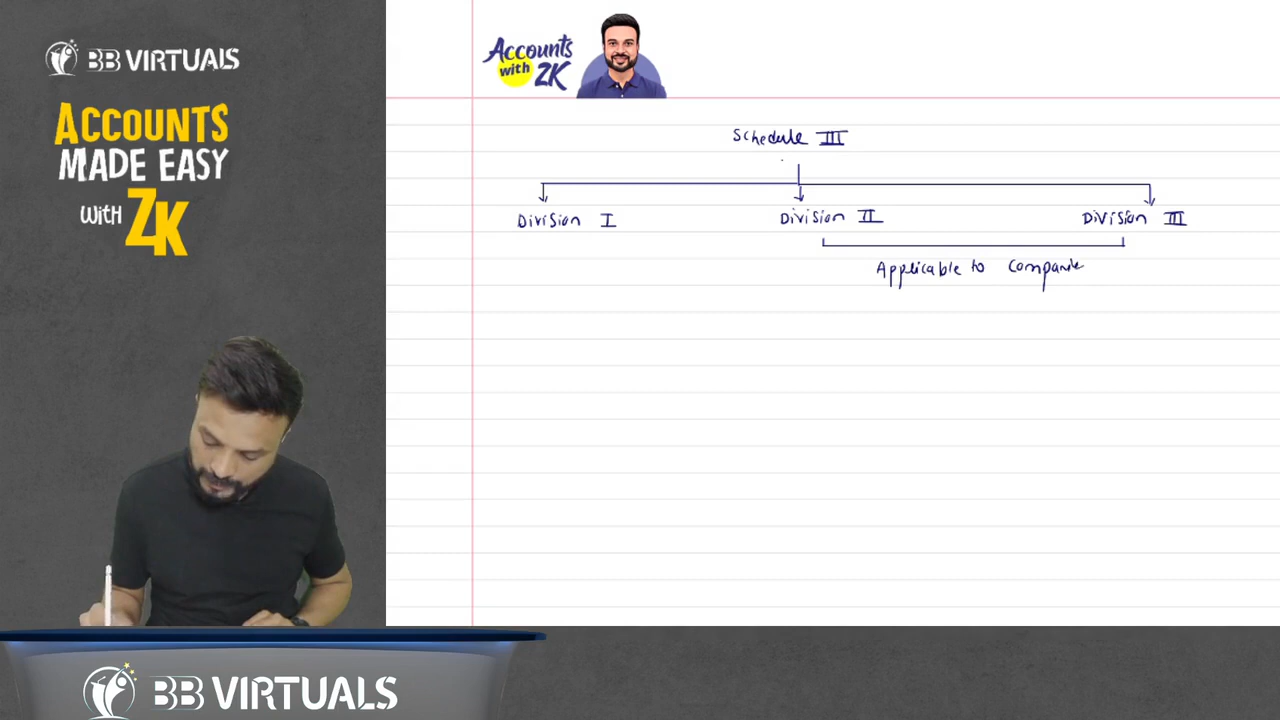 BB VIRTUALS
ACCOUNTS
MADE EASY
WITH ZK
Accounts
with ZK
Schedule III
Division I
Division II
Division III
Applicable to Companie
BB VIRTUALS